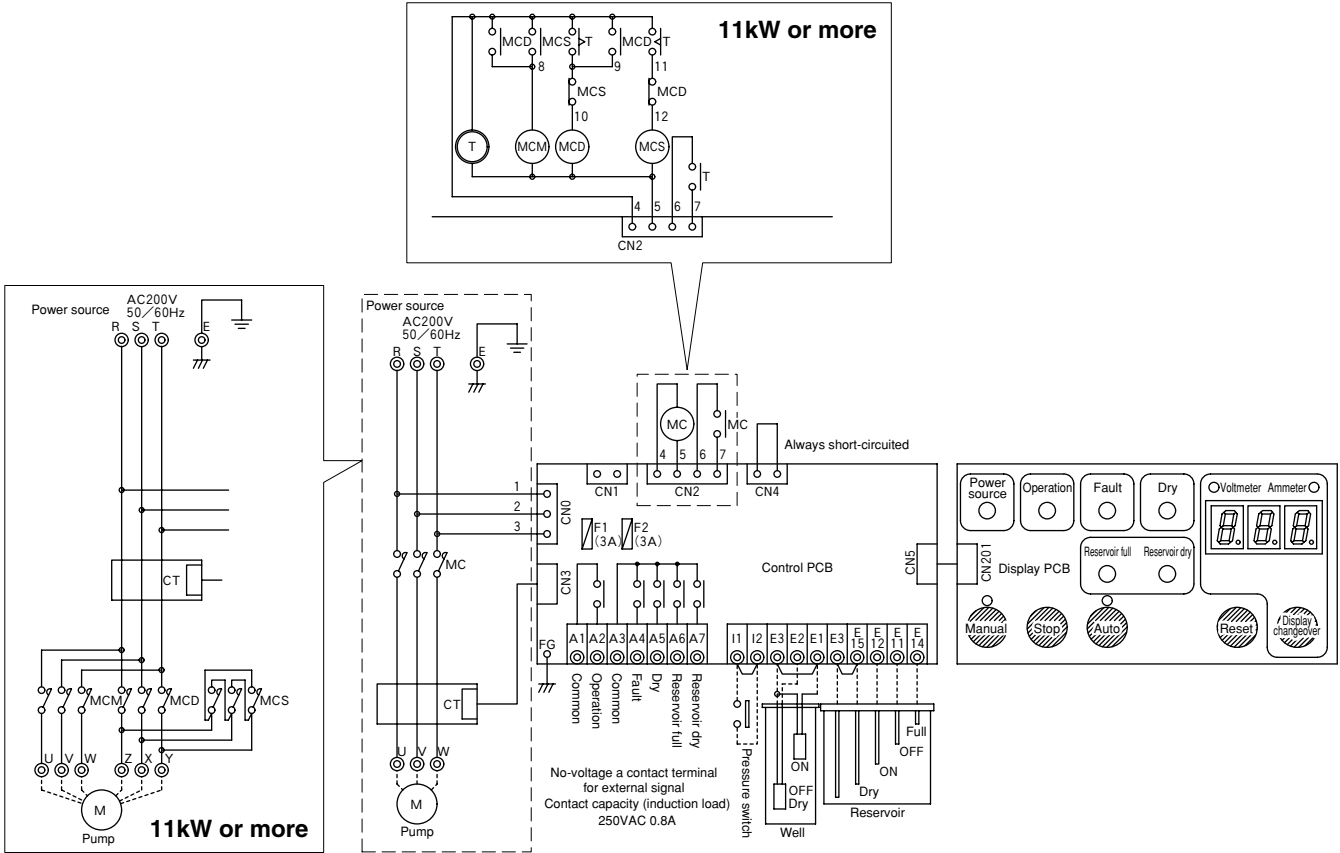 11kW or more
MCD MCS T MCD T
8 9 11
MCS MCD
10 12
T MCM MCD MCS
T
4 5 6 7
CN2
Power source AC200V
50/60Hz
R S T E
CT
MCM MCD MCS
U V W Z X Y
M
Pump
11kW or more
Power source
AC200V
50/60Hz
R S T E
MC
CT
U V W
M
Pump
MC MC
4 5 6 7
Always short-circuited
CN1 CN2 CN4
1
2
3
CN0
F1
(3A)
F2
(3A)
CN3
Control PCB
CN5
FG
A1 A2 A3 A4 A5 A6 A7
Common
Operation
Common
Fault
Dry
Reservoir full
Reservoir dry
No-voltage a contact terminal
for external signal
Contact capacity (induction load)
250VAC 0.8A
I1 I2 E3 E2 E1 E3 E15 E12 E11 E14
Pressure switch
ON
OFF
Dry
Well
Full
OFF
ON
Dry
Reservoir
CN201
Display PCB
Power source
Operation
Fault
Dry
Voltmeter Ammeter
8.8.8.
Reservoir full Reservoir dry
Manual
Stop
Auto
Reset
Display changeover